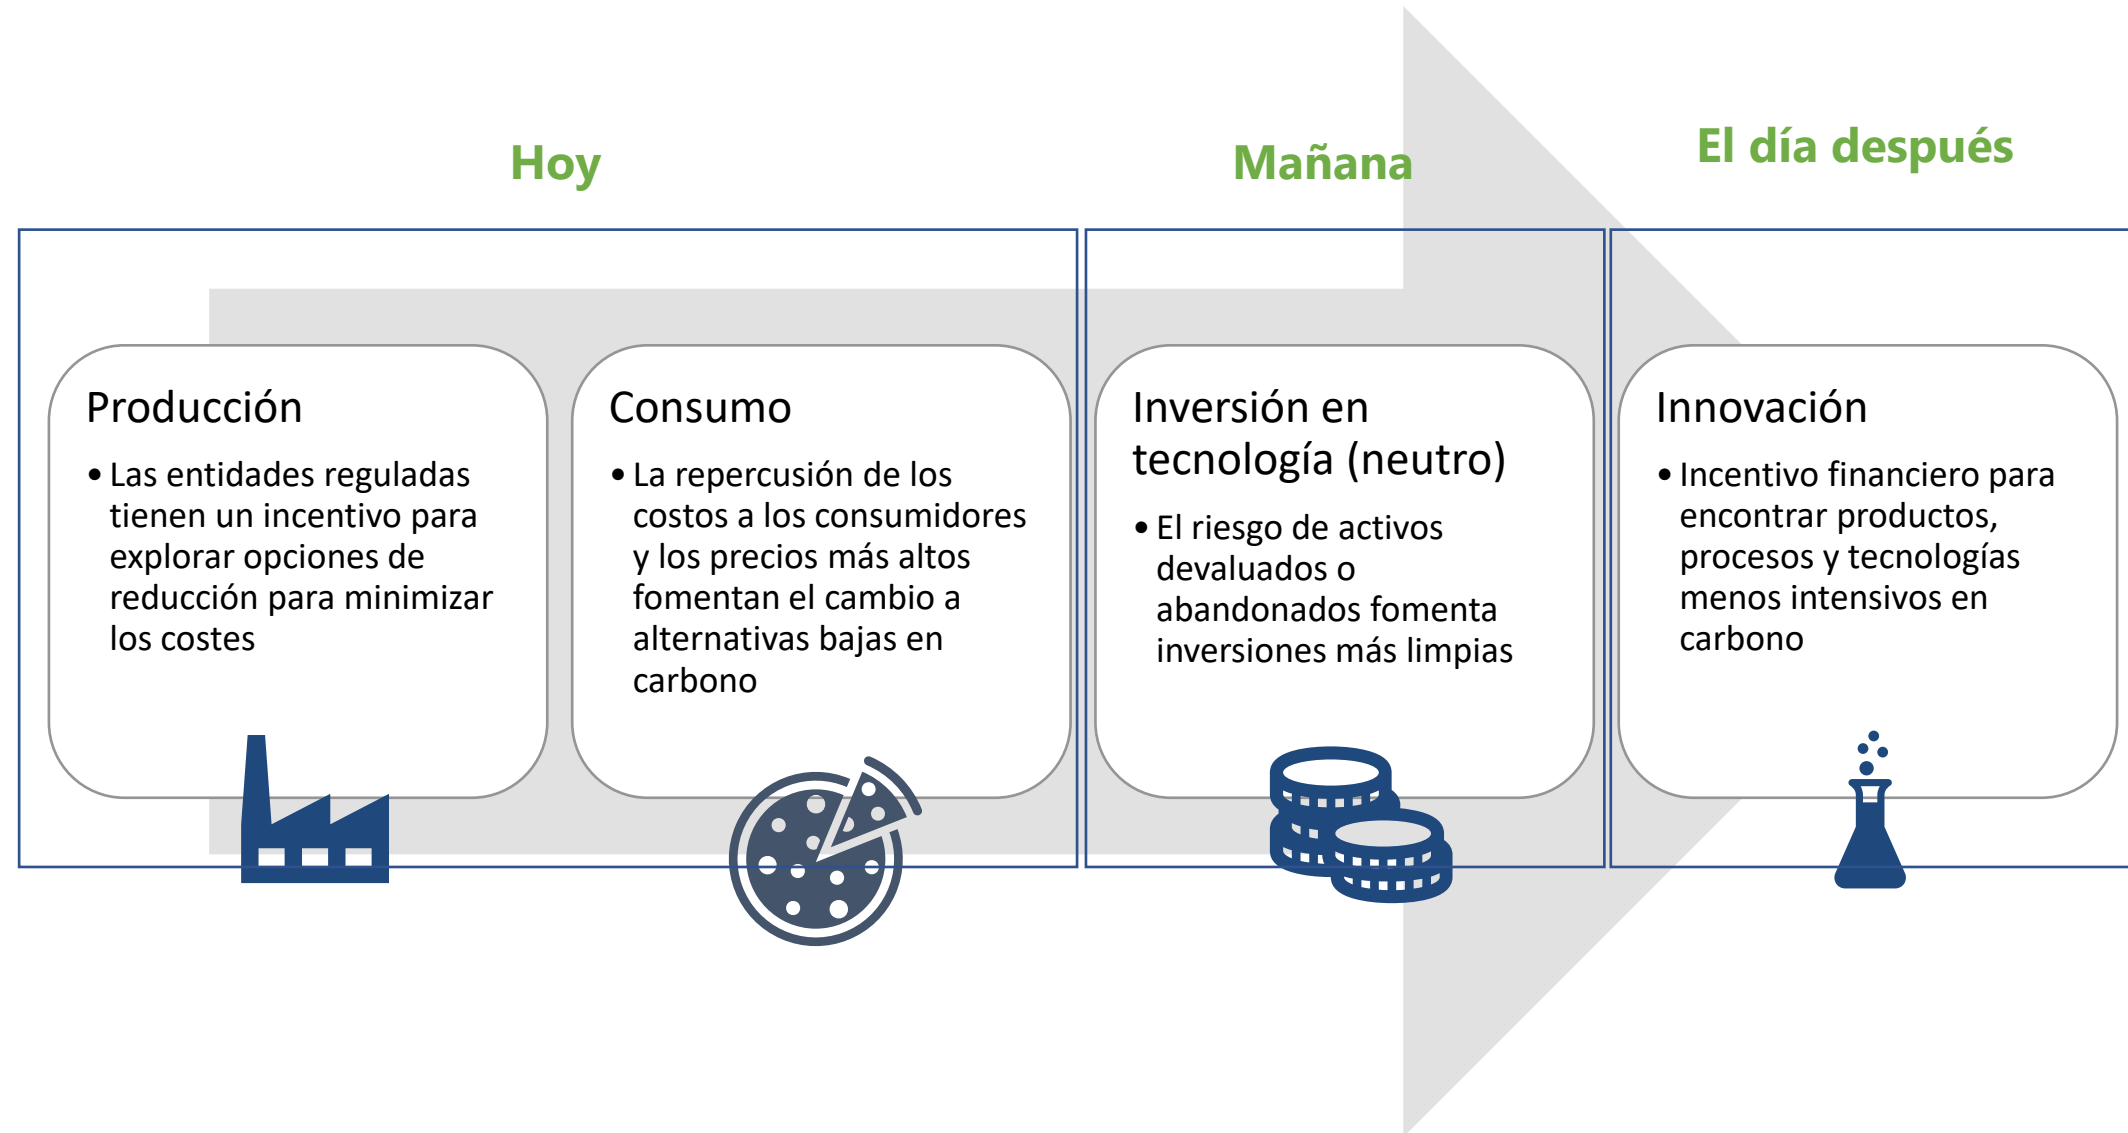 Hoy
Mañana
El día después
Producción
• Las entidades reguladas
tienen un incentivo para
explorar opciones de
reducción para minimizar
los costes
Consumo
• La repercusión de los
costos a los consumidores
y los precios más altos
fomentan el cambio a
alternativas bajas en
carbono
Inversión en
tecnología (neutro)
• El riesgo de activos
devaluados o
abandonados fomenta
inversiones más limpias
Innovación
• Incentivo financiero para
encontrar productos,
procesos y tecnologías
menos intensivos en
carbono